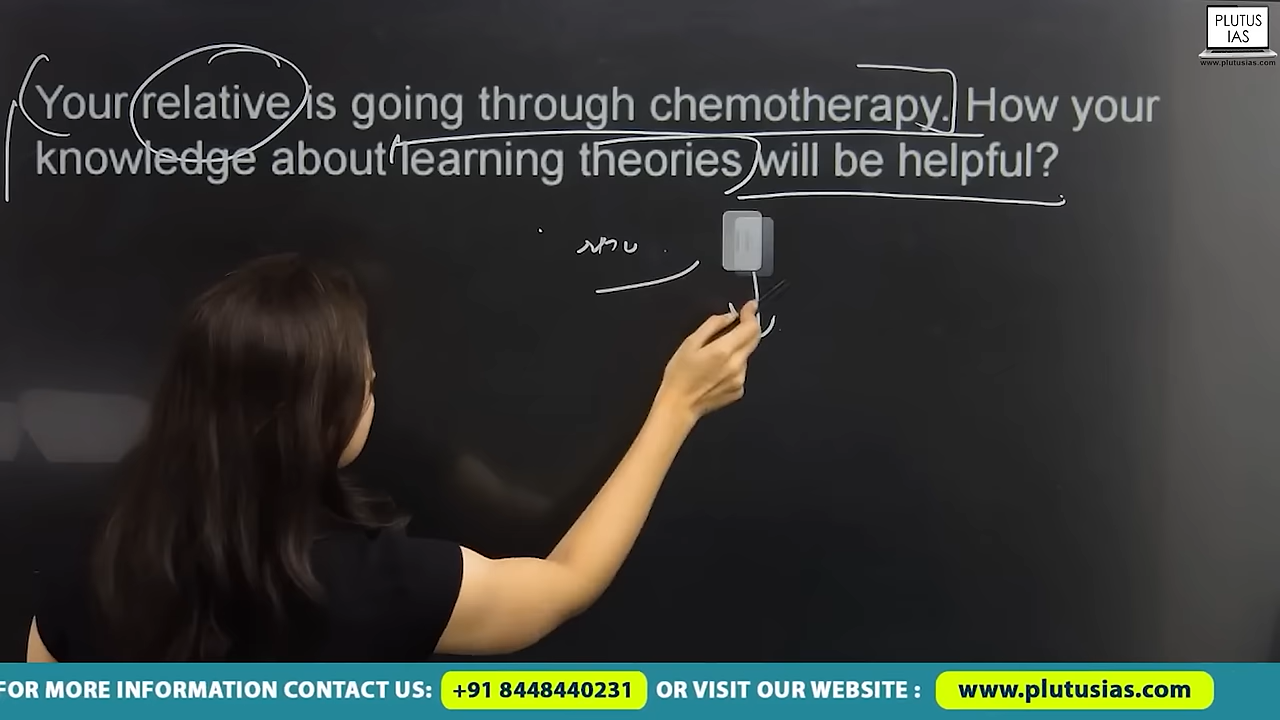 PLUTUS
IAS
www.plutusias.com
Your relative is going through chemotherapy. How your
knowledge about learning theories will be helpful?
FOR MORE INFORMATION CONTACT US: +91 8448440231 OR VISIT OUR WEBSITE : www.plutusias.com